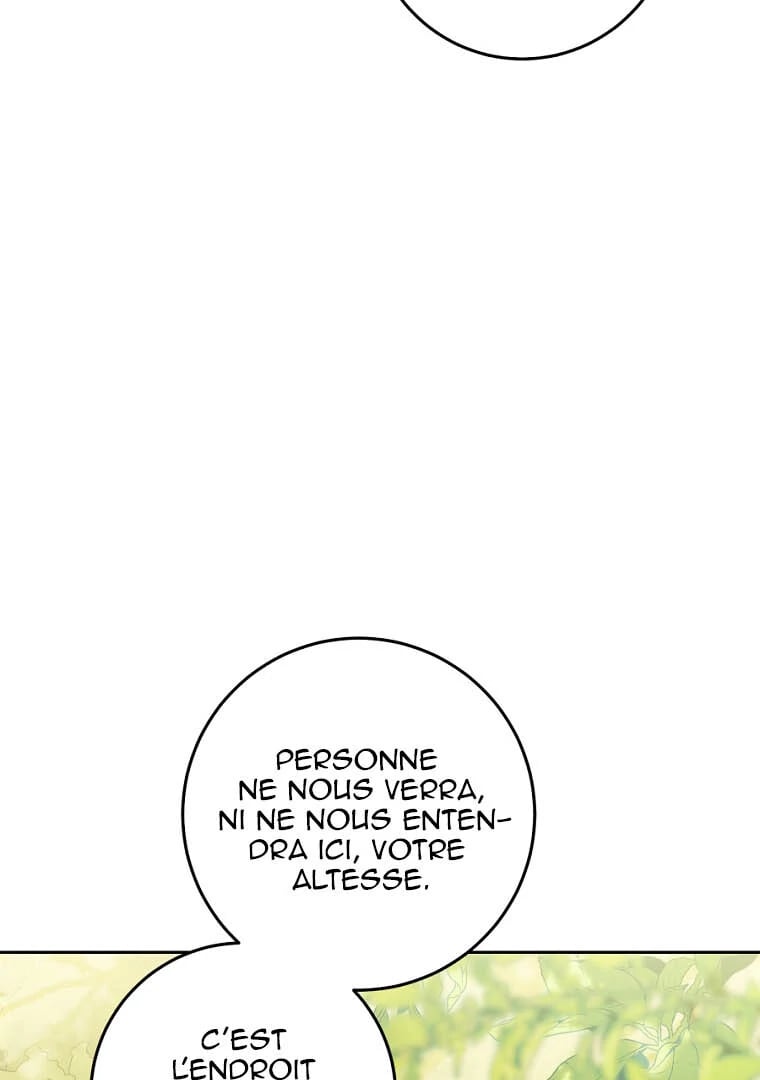 PERSONNE
NE NOUS VERRA,
NI NE NOUS ENTEN-
DRA ICI, VOTRE
ALTESSE.
C'EST
L'ENDROIT